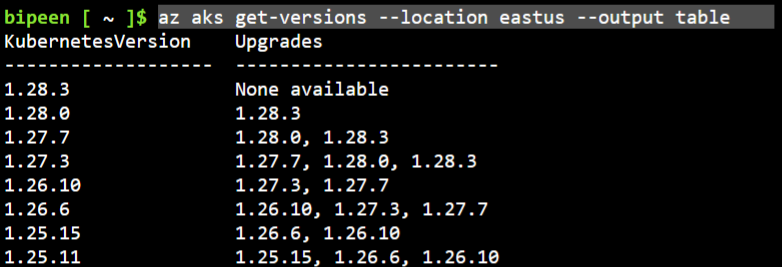 bipeen [ ~ ]$ az aks get-versions --location eastus --output table
KubernetesVersion    Upgrades
-------------------  ------------------------
1.28.3               None available
1.28.0               1.28.3
1.27.7               1.28.0, 1.28.3
1.27.3               1.27.7, 1.28.0, 1.28.3
1.26.10              1.27.3, 1.27.7
1.26.6               1.26.10, 1.27.3, 1.27.7
1.25.15              1.26.6, 1.26.10
1.25.11              1.25.15, 1.26.6, 1.26.10